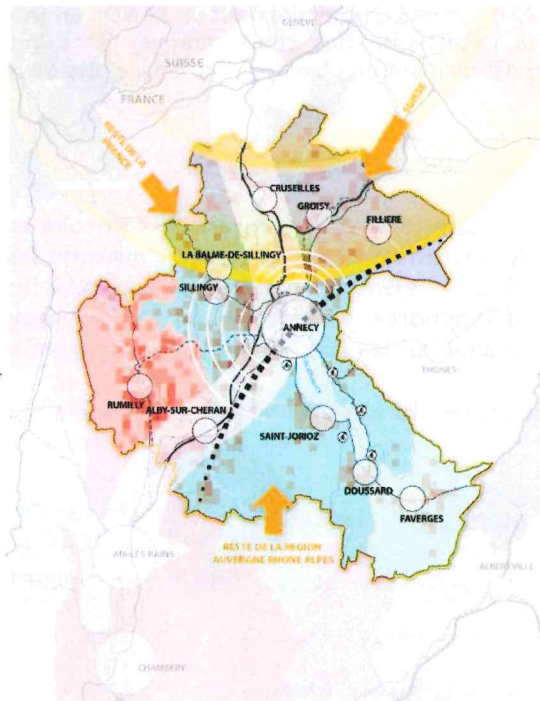 GENÈVE
SUISSE
FRANCE
SUISSE
RESTE DE LA
FRANCE
CRUSEILLES
GROISY
FILLIERE
LA BALME-DE-SILLINGY
SILLINGY
ANNECY
THONES
RUMILLY
ALBY-SUR-CHERAN
SAINT-JORIOZ
DOUSSARD
FAVERGES
RESTE DE LA REGION
AUVERGNE RHONE ALPES
AIX-LES-BAINS
ALBERTVILLE
CHAMBERY